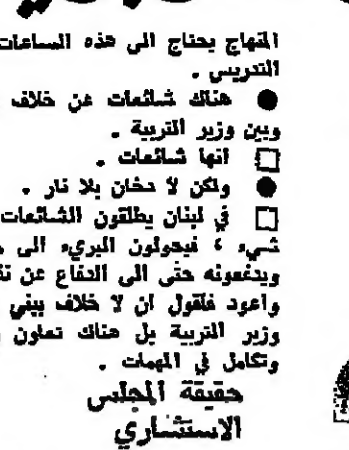 المنهاج يحتاج الى هذه الساعات
التدريس .
● هناك شائعات عن خلاف
وبين وزير التربية .
□ انها شائعات .
● ولكن لا دخان بلا نار .
□ في لبنان يطلقون الشائعات
شيء ، فيحولون البريء الى
ويدفعونه حتى الى الدفاع عن
واعود فاقول ان لا خلاف بيني
وزير التربية بل هناك تعاون
وتكامل في المهمات .
حقيقة المجلس
الاستشاري